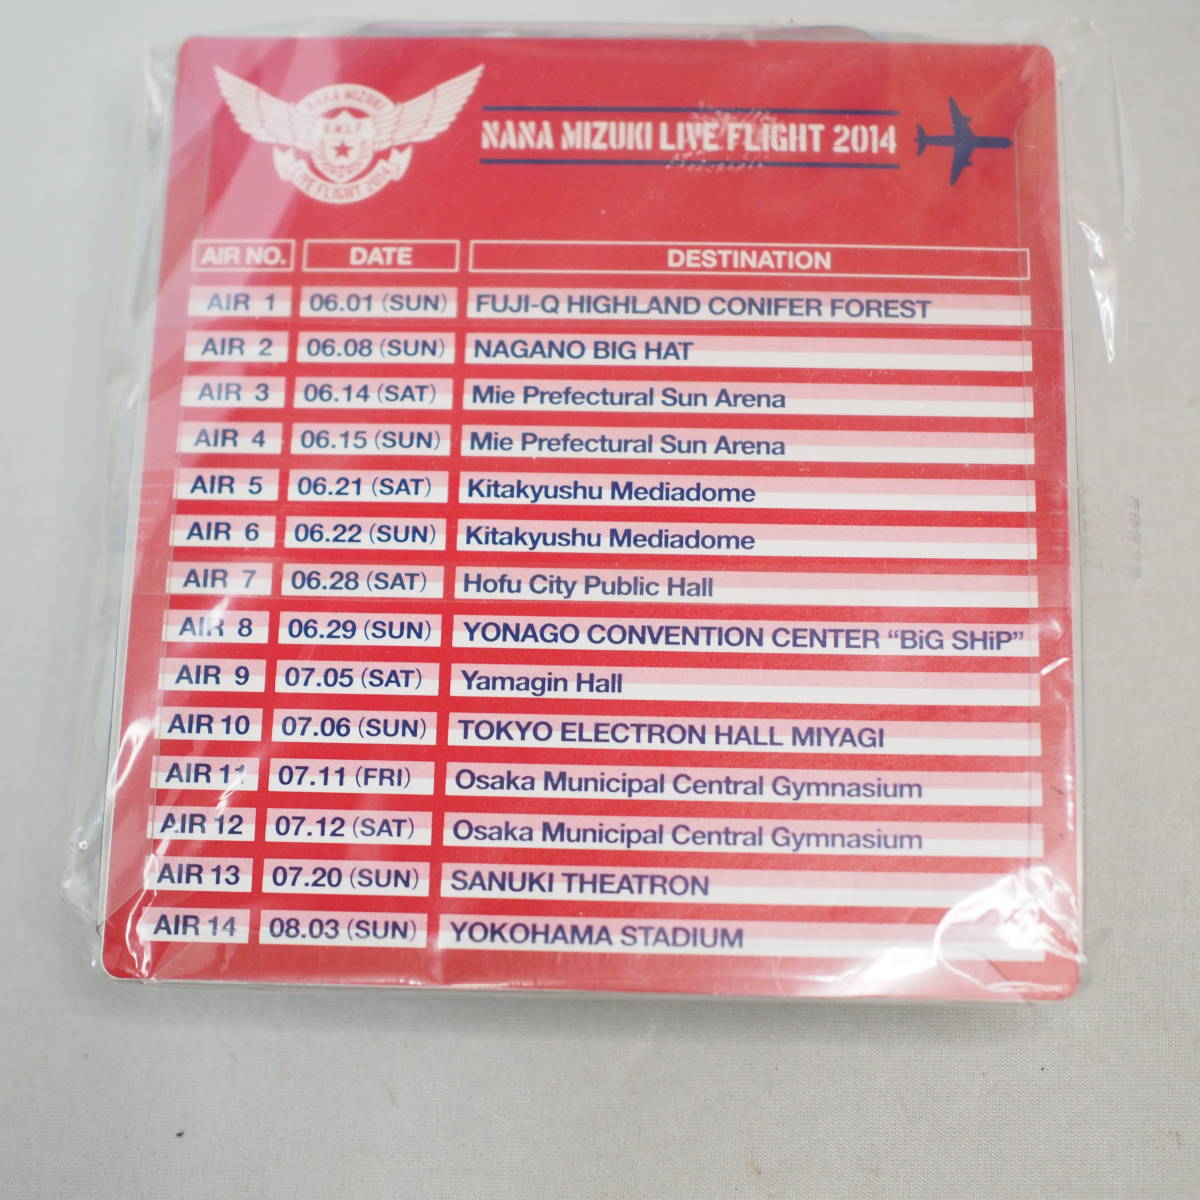 NANA MIZUKI
N.M.L.F
LIVE FLIGHT 2014
NANA MIZUKI LIVE FLIGHT 2014
AIR NO. DATE DESTINATION
AIR 1 06.01 (SUN) FUJI-Q HIGHLAND CONIFER FOREST
AIR 2 06.08 (SUN) NAGANO BIG HAT
AIR 3 06.14 (SAT) Mie Prefectural Sun Arena
AIR 4 06.15 (SUN) Mie Prefectural Sun Arena
AIR 5 06.21 (SAT) Kitakyushu Mediadome
AIR 6 06.22 (SUN) Kitakyushu Mediadome
AIR 7 06.28 (SAT) Hofu City Public Hall
AIR 8 06.29 (SUN) YONAGO CONVENTION CENTER “BiG SHiP”
AIR 9 07.05 (SAT) Yamagin Hall
AIR 10 07.06 (SUN) TOKYO ELECTRON HALL MIYAGI
AIR 11 07.11 (FRI) Osaka Municipal Central Gymnasium
AIR 12 07.12 (SAT) Osaka Municipal Central Gymnasium
AIR 13 07.20 (SUN) SANUKI THEATRON
AIR 14 08.03 (SUN) YOKOHAMA STADIUM